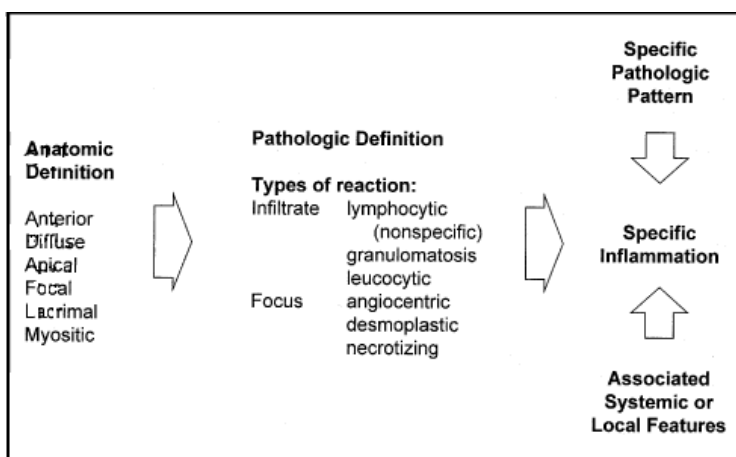 Anatomic
Definition
Anterior
Diffuse
Apical
Focal
Lacrimal
Myositic
Pathologic Definition
Types of reaction:
Infiltrate lymphocytic
(nonspecific)
granulomatosis
leucocytic
Focus angiocentric
desmoplastic
necrotizing
Specific
Pathologic
Pattern
Specific
Inflammation
Associated
Systemic or
Local Features